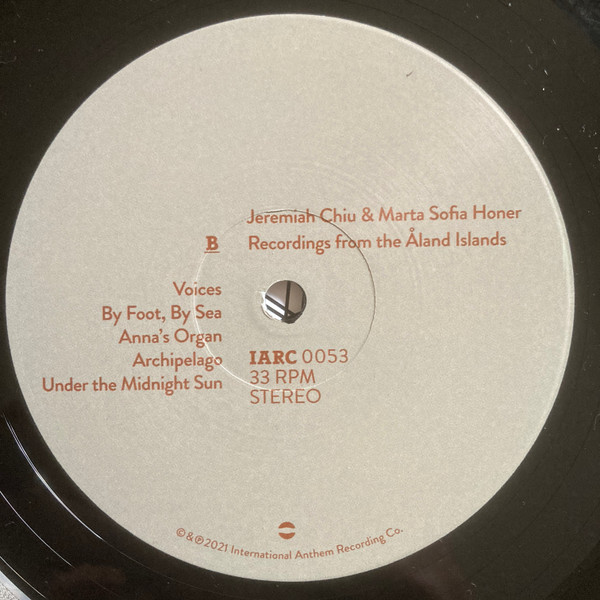 Jeremiah Chiu & Marta Sofia Honer
B
Recordings from the Åland Islands
Voices
By Foot, By Sea
Anna's Organ
Archipelago
Under the Midnight Sun
IARC 0053
33 RPM
STEREO
©&℗2021 International Anthem Recording Co.